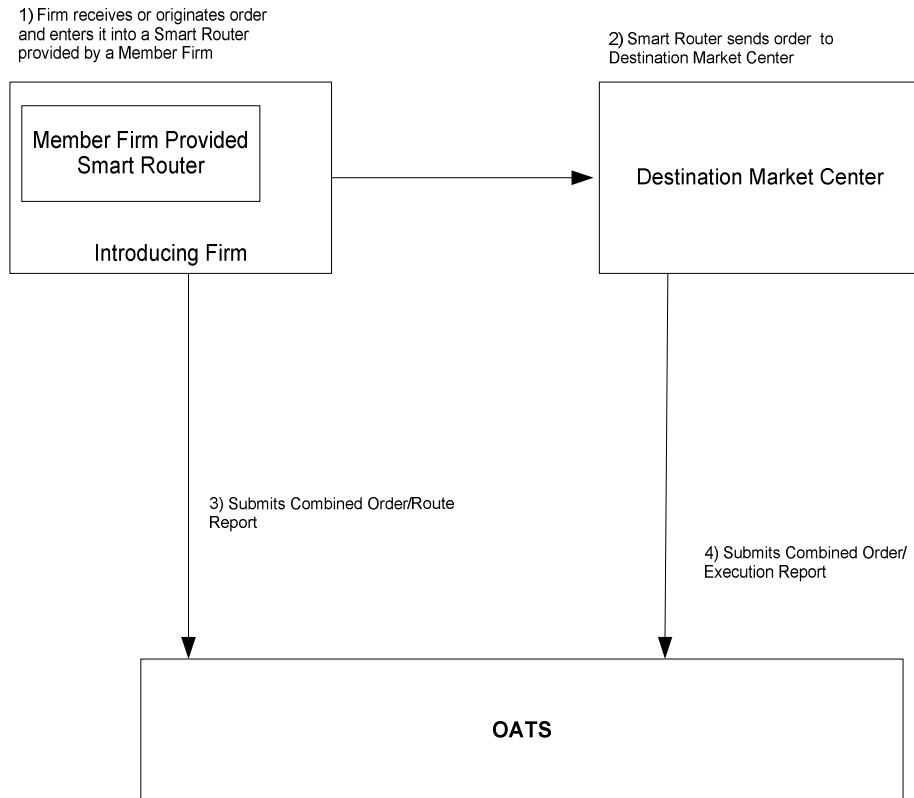 1) Firm receives or originates order
and enters it into a Smart Router
provided by a Member Firm
2) Smart Router sends order to
Destination Market Center
Member Firm Provided
Smart Router
Introducing Firm
Destination Market Center
3) Submits Combined Order/Route
Report
4) Submits Combined Order/
Execution Report
OATS